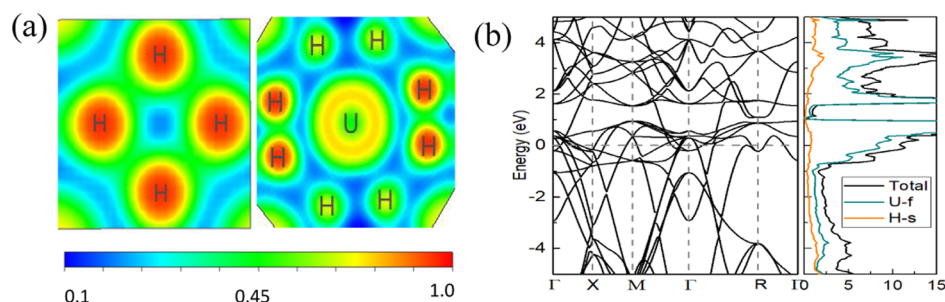 (a)
H
H
H
H
H
H
H
H
U
H
H
H
H
0.1
0.45
1.0
(b)
Energy (eV)
4
2
0
-2
-4
Γ
X
M
Γ
R
Total
U-f
H-s
0
5
10
15